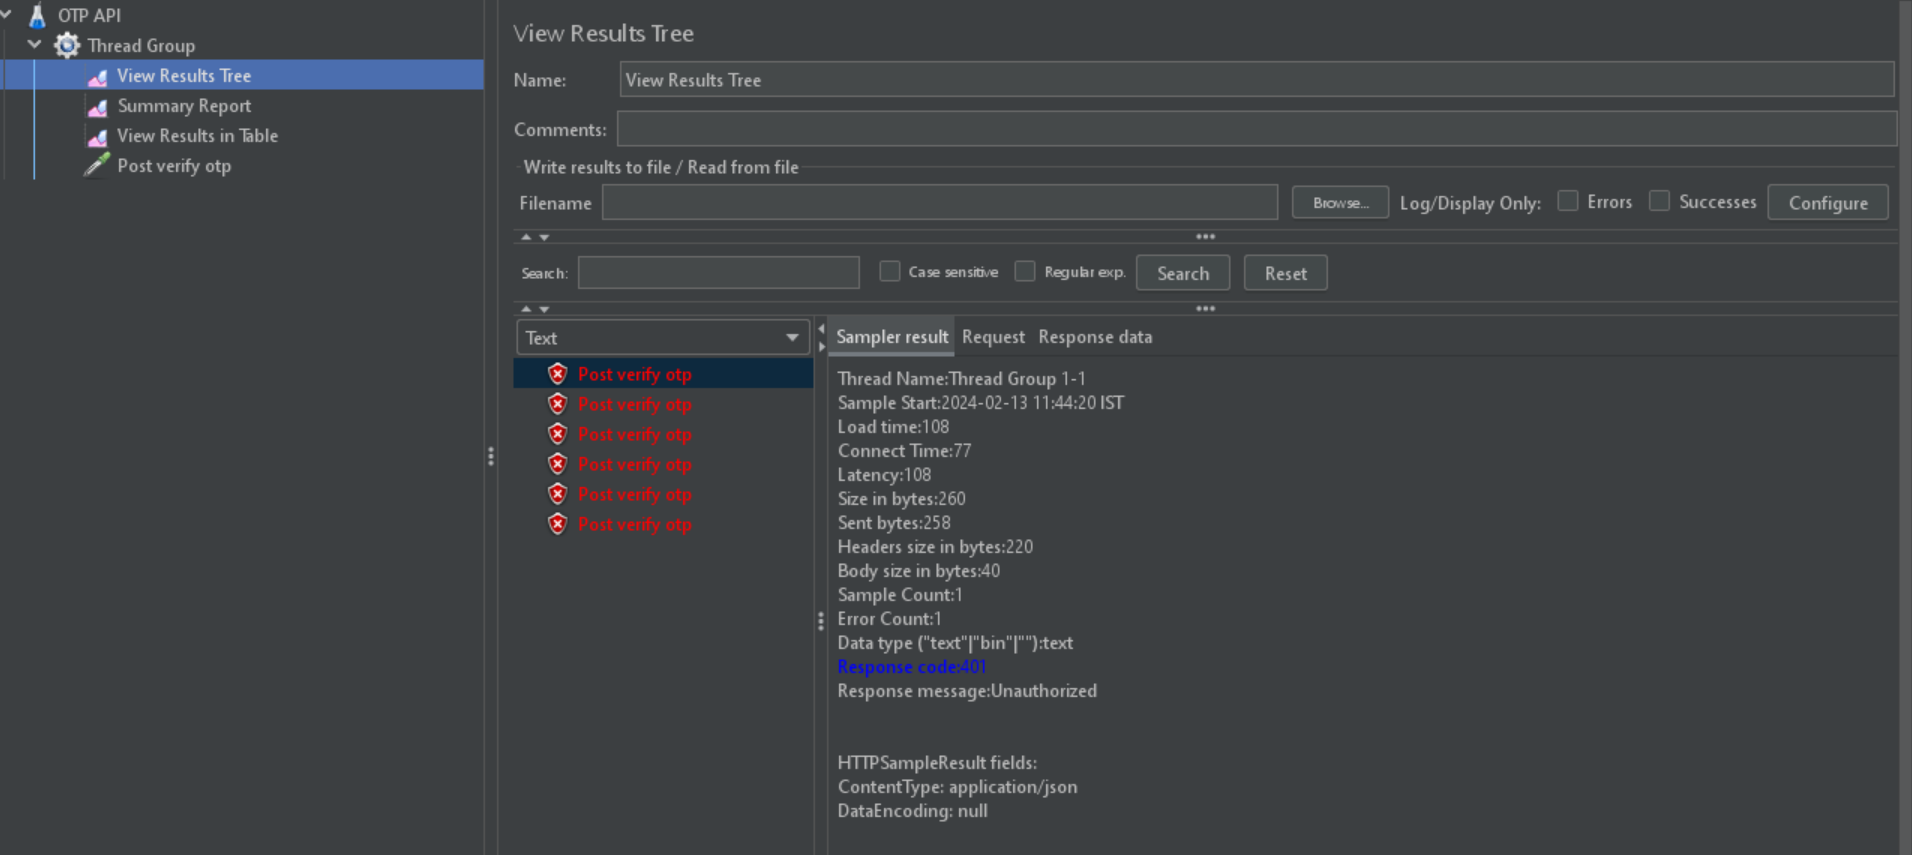 OTP API
Thread Group
View Results Tree
Summary Report
View Results in Table
Post verify otp
View Results Tree
Name: View Results Tree
Comments:
Write results to file / Read from file
Filename Browse... Log/Display Only: Errors Successes Configure
Search: Case sensitive Regular exp. Search Reset
Text
Post verify otp
Post verify otp
Post verify otp
Post verify otp
Post verify otp
Post verify otp
Sampler result Request Response data
Thread Name:Thread Group 1-1
Sample Start:2024-02-13 11:44:20 IST
Load time:108
Connect Time:77
Latency:108
Size in bytes:260
Sent bytes:258
Headers size in bytes:220
Body size in bytes:40
Sample Count:1
Error Count:1
Data type ("text"|"bin"|""):text
Response code:401
Response message:Unauthorized
HTTPSampleResult fields:
ContentType: application/json
DataEncoding: null